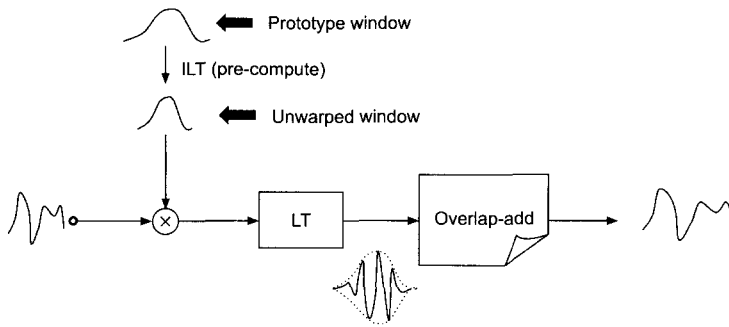 Prototype window
ILT (pre-compute)
Unwarped window
×
LT
Overlap-add